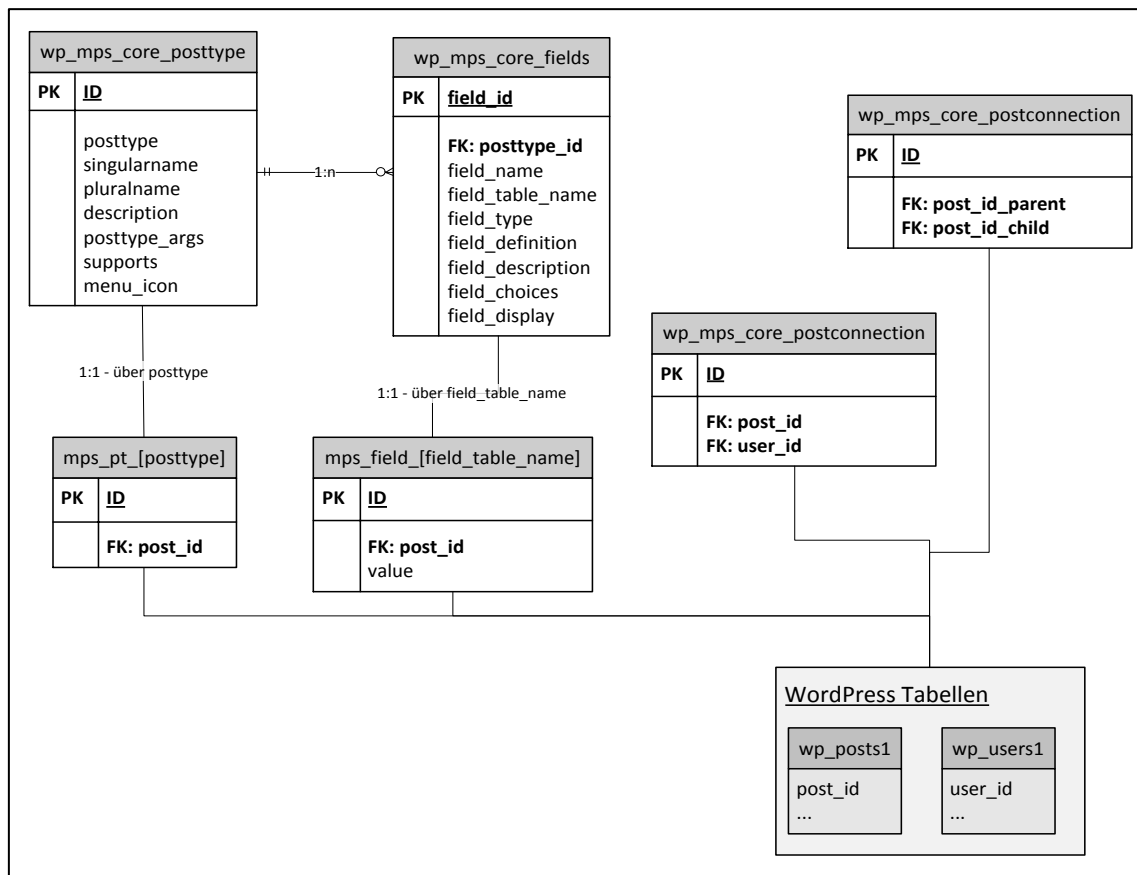 wp_mps_core_posttype
PK ID
posttype
singularname
pluralname
description
posttype_args
supports
menu_icon
1:n
wp_mps_core_fields
PK field_id
FK: posttype_id
field_name
field_table_name
field_type
field_definition
field_description
field_choices
field_display
wp_mps_core_postconnection
PK ID
FK: post_id_parent
FK: post_id_child
wp_mps_core_postconnection
PK ID
FK: post_id
FK: user_id
1:1 - über posttype
1:1 - über field_table_name
mps_pt_[posttype]
PK ID
FK: post_id
mps_field_[field_table_name]
PK ID
FK: post_id
value
WordPress Tabellen
wp_posts1
post_id
...
wp_users1
user_id
...